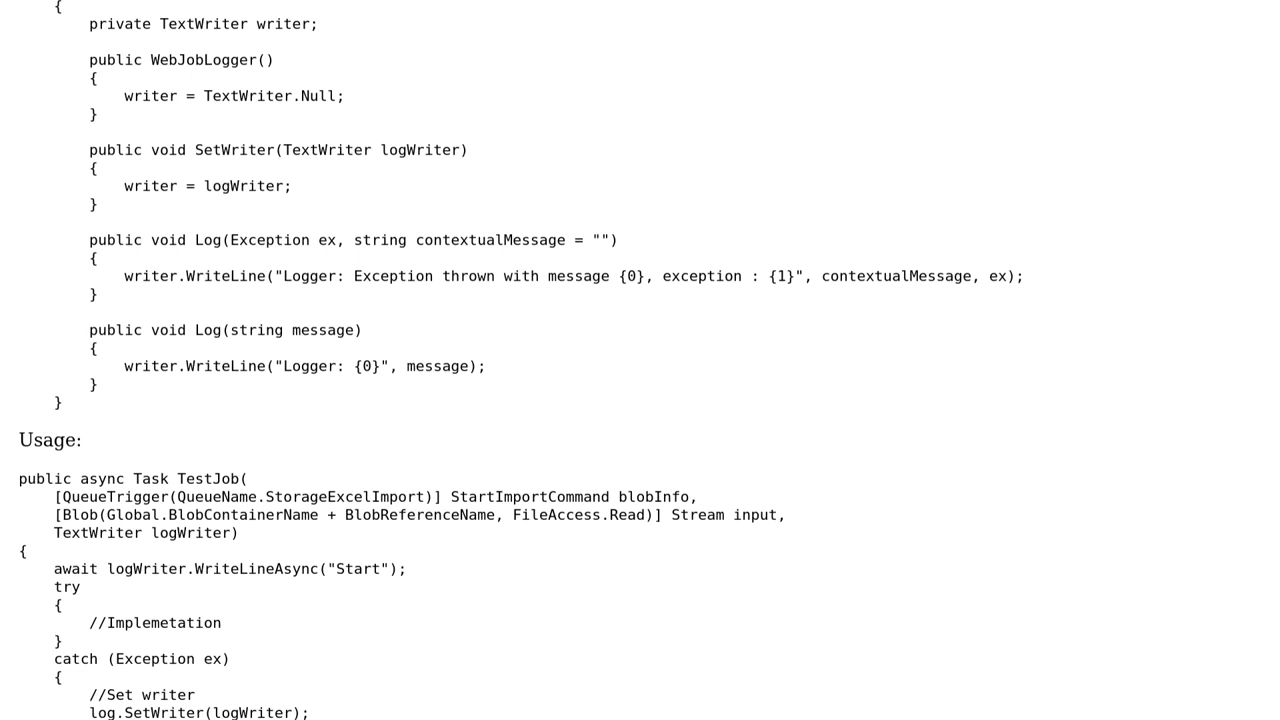 {
private TextWriter writer;
public WebJobLogger()
{
writer = TextWriter.Null;
}
public void SetWriter(TextWriter logWriter)
{
writer = logWriter;
}
public void Log(Exception ex, string contextualMessage = "")
{
writer.WriteLine("Logger: Exception thrown with message {0}, exception : {1}", contextualMessage, ex);
}
public void Log(string message)
{
writer.WriteLine("Logger: {0}", message);
}
}
Usage:
public async Task TestJob(
[QueueTrigger(QueueName.StorageExcelImport)] StartImportCommand blobInfo,
[Blob(Global.BlobContainerName + BlobReferenceName, FileAccess.Read)] Stream input,
TextWriter logWriter)
{
await logWriter.WriteLineAsync("Start");
try
{
//Implemetation
}
catch (Exception ex)
{
//Set writer
log.SetWriter(logWriter);